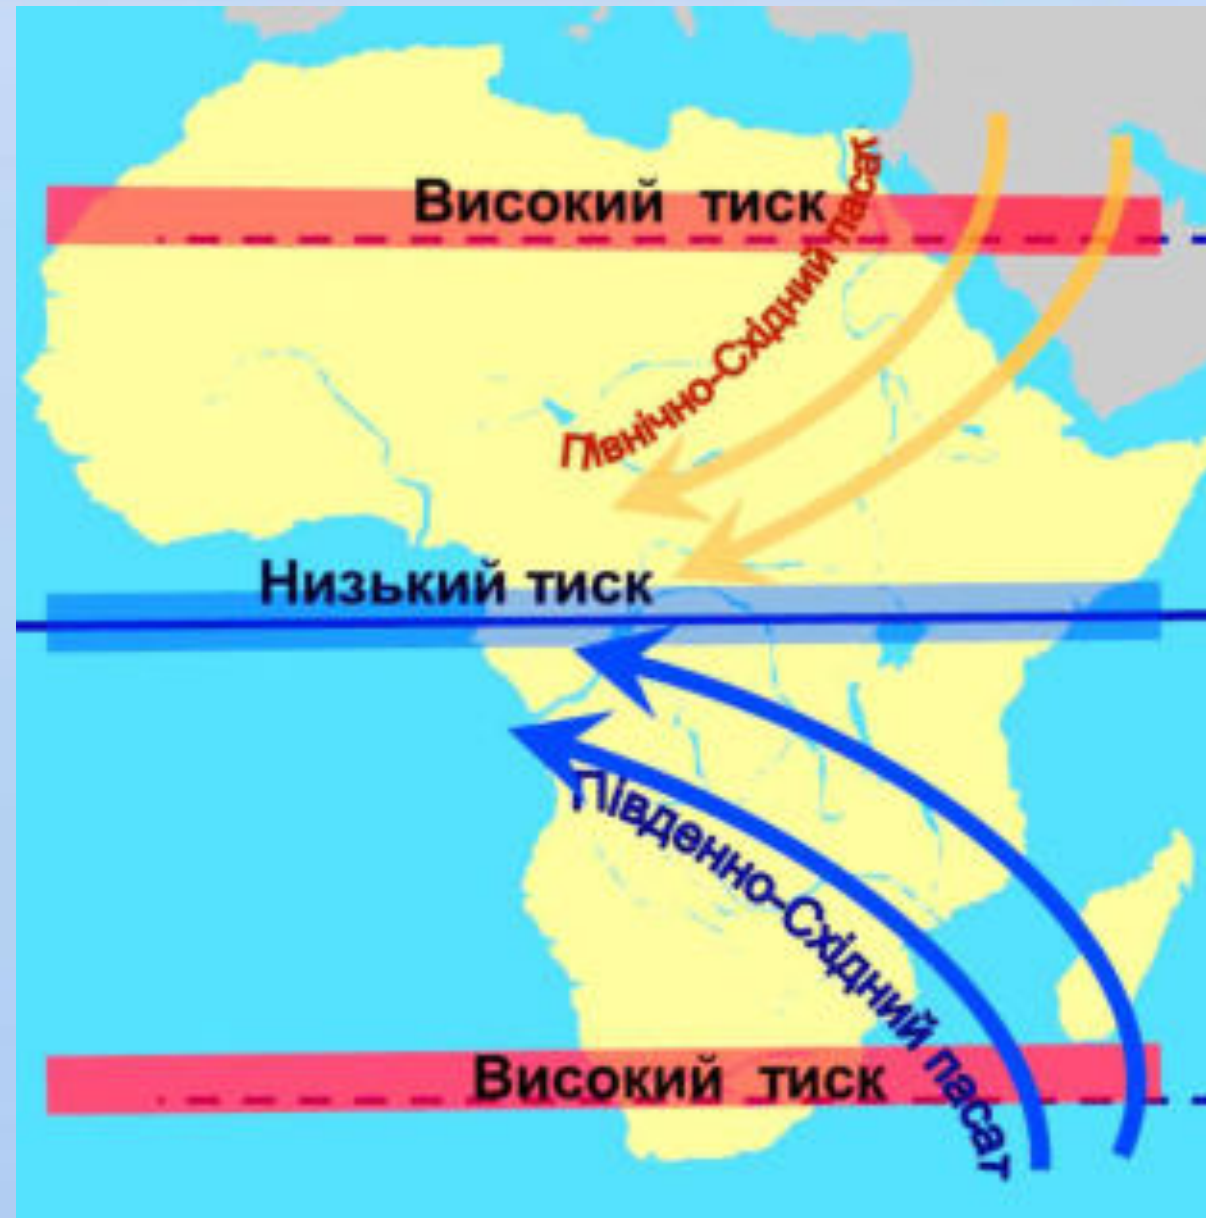 Високий тиск
Північно-Східний пасат
Низький тиск
Південно-Східний пасат
Високий тиск